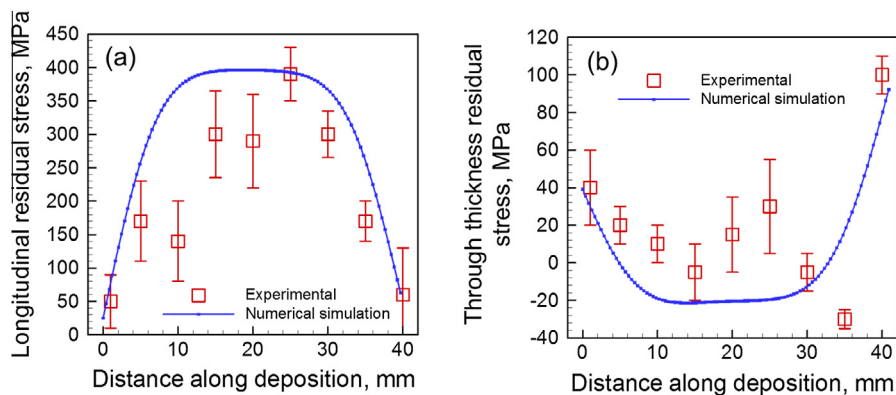 Longitudinal residual stress, MPa
450
400
350
300
250
200
150
100
50
0
(a)
Experimental
Numerical simulation
0 10 20 30 40
Distance along deposition, mm
Through thickness residual
stress, MPa
120
100
80
60
40
20
0
-20
-40
(b)
Experimental
Numerical simulation
0 10 20 30 40
Distance along deposition, mm